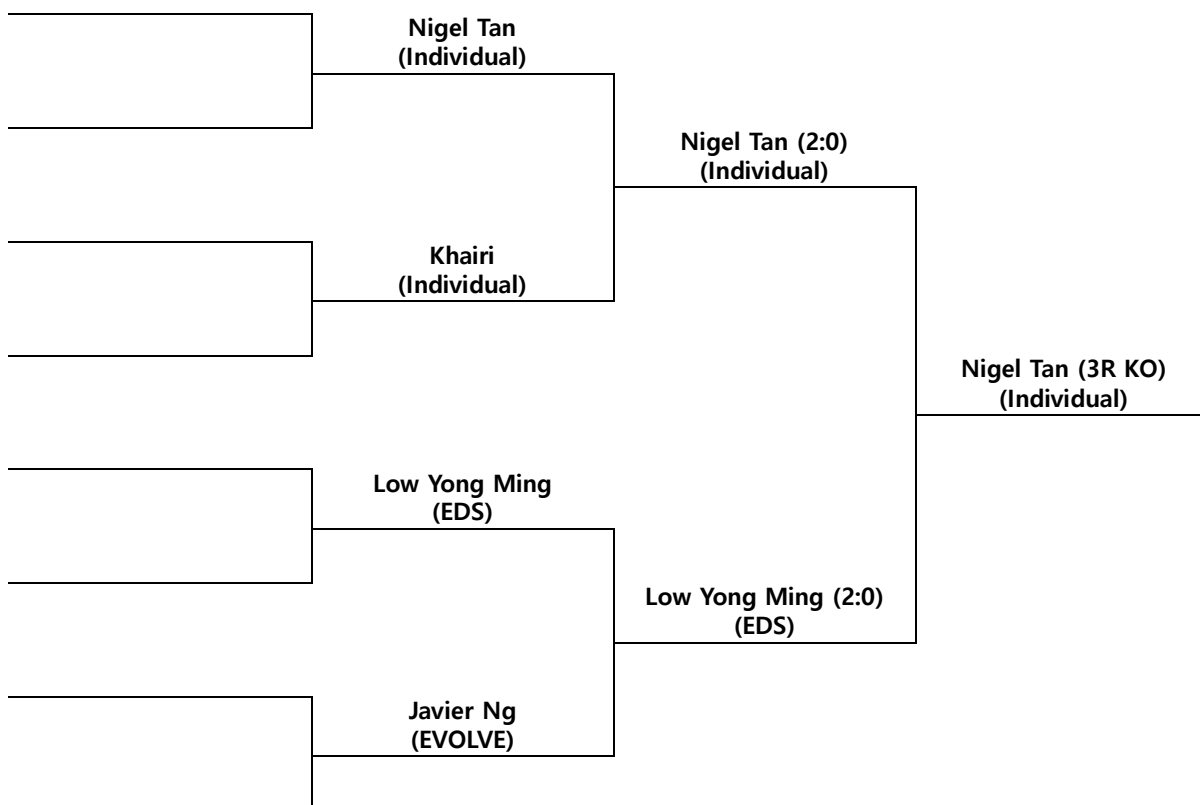 Nigel Tan
(Individual)
Nigel Tan (2:0)
(Individual)
Khairi
(Individual)
Nigel Tan (3R KO)
(Individual)
Low Yong Ming
(EDS)
Low Yong Ming (2:0)
(EDS)
Javier Ng
(EVOLVE)